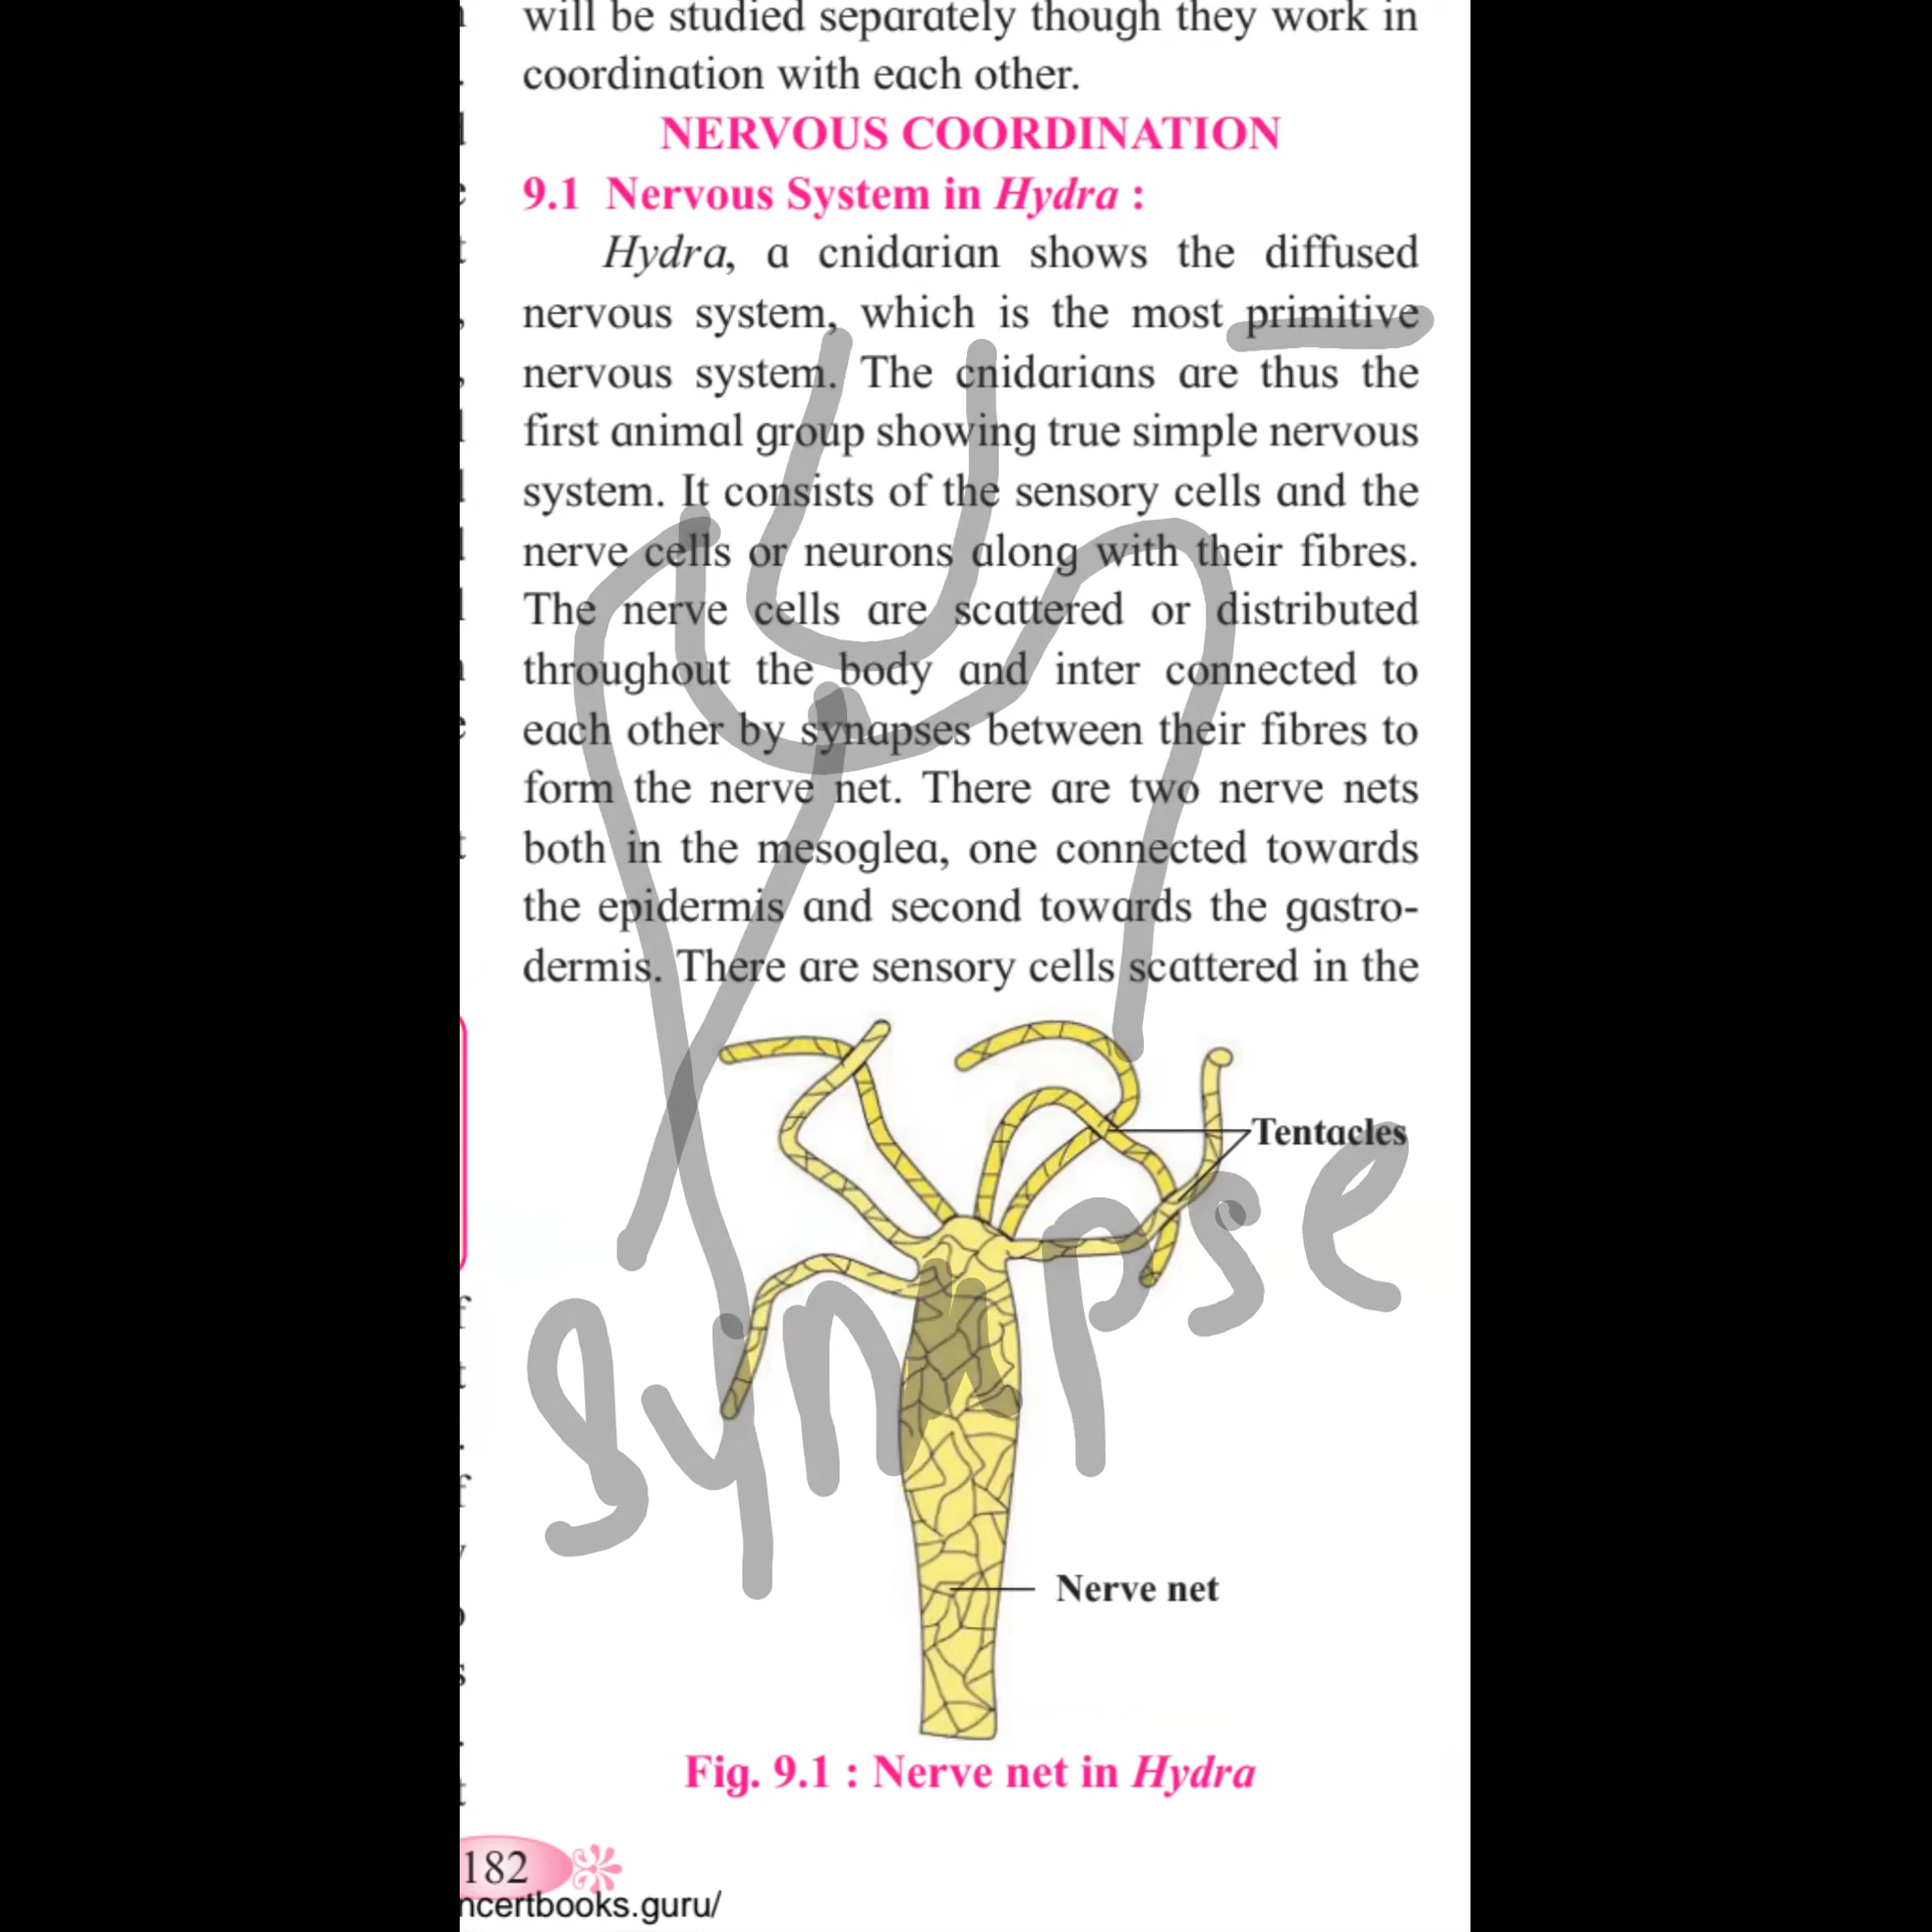 will be studied separately though they work in
coordination with each other.
NERVOUS COORDINATION
9.1 Nervous System in Hydra :
Hydra, a cnidarian shows the diffused
nervous system, which is the most primitive
nervous system. The cnidarians are thus the
first animal group showing true simple nervous
system. It consists of the sensory cells and the
nerve cells or neurons along with their fibres.
The nerve cells are scattered or distributed
throughout the body and inter connected to
each other by synapses between their fibres to
form the nerve net. There are two nerve nets
both in the mesoglea, one connected towards
the epidermis and second towards the gastro-
dermis. There are sensory cells scattered in the
Tentacles
Nerve net
Fig. 9.1 : Nerve net in Hydra
182
ncertbooks.guru/